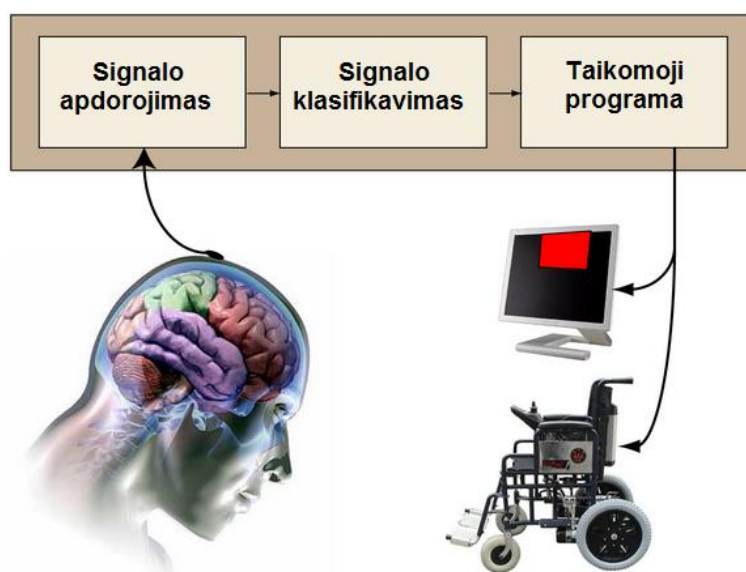 Signalo
apdorojimas
Signalo
klasifikavimas
Taikomoji
programa